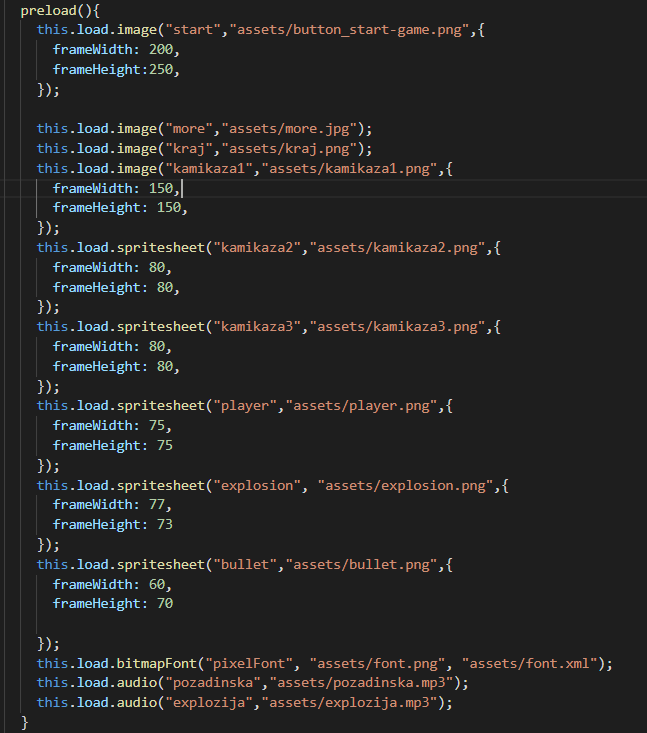 preload(){
this.load.image("start","assets/button_start-game.png",{
frameWidth: 200,
frameHeight:250,
});
this.load.image("more","assets/more.jpg");
this.load.image("kraj","assets/kraj.png");
this.load.image("kamikaza1","assets/kamikaza1.png",{
frameWidth: 150,
frameHeight: 150,
});
this.load.spritesheet("kamikaza2","assets/kamikaza2.png",{
frameWidth: 80,
frameHeight: 80,
});
this.load.spritesheet("kamikaza3","assets/kamikaza3.png",{
frameWidth: 80,
frameHeight: 80,
});
this.load.spritesheet("player","assets/player.png",{
frameWidth: 75,
frameHeight: 75
});
this.load.spritesheet("explosion", "assets/explosion.png",{
frameWidth: 77,
frameHeight: 73
});
this.load.spritesheet("bullet","assets/bullet.png",{
frameWidth: 60,
frameHeight: 70
});
this.load.bitmapFont("pixelFont", "assets/font.png", "assets/font.xml");
this.load.audio("pozadinska","assets/pozadinska.mp3");
this.load.audio("explozija","assets/explozija.mp3");
}